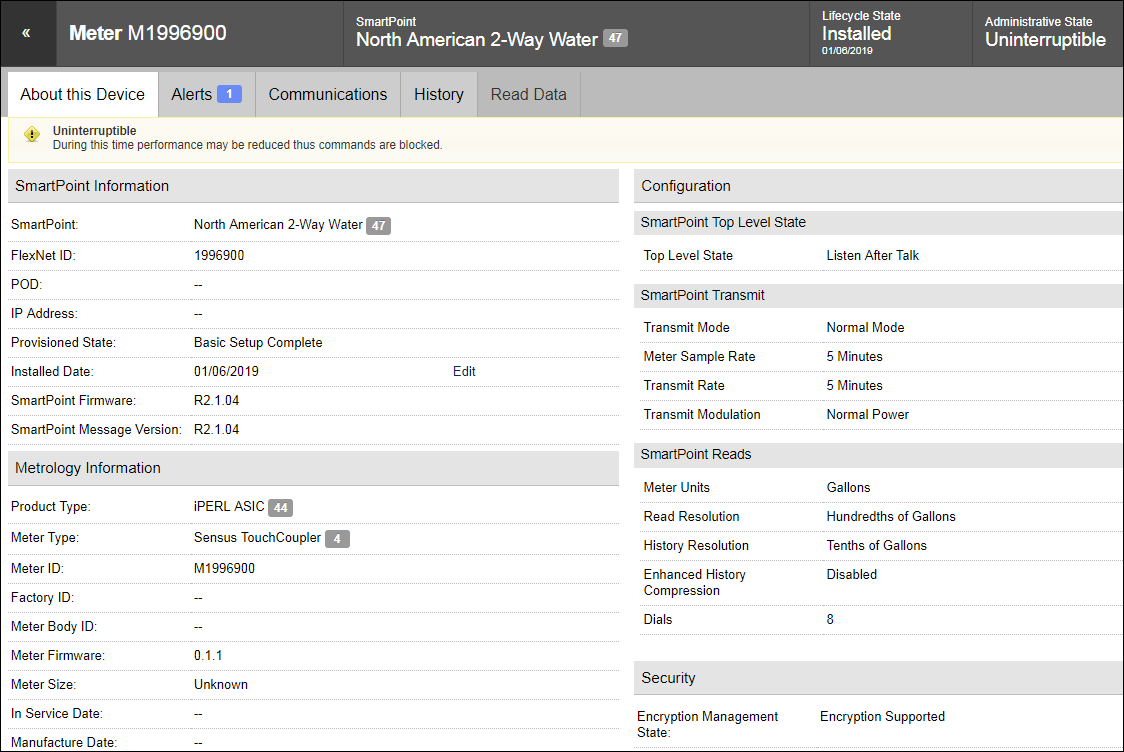 «
Meter M1996900
SmartPoint
North American 2-Way Water 47
Lifecycle State
Installed
01/06/2019
Administrative State
Uninterruptible
About this Device
Alerts 1
Communications
History
Read Data
Uninterruptible
During this time performance may be reduced thus commands are blocked.
SmartPoint Information
SmartPoint: North American 2-Way Water 47
FlexNet ID: 1996900
POD: --
IP Address: --
Provisioned State: Basic Setup Complete
Installed Date: 01/06/2019 Edit
SmartPoint Firmware: R2.1.04
SmartPoint Message Version: R2.1.04
Metrology Information
Product Type: iPERL ASIC 44
Meter Type: Sensus TouchCoupler 4
Meter ID: M1996900
Factory ID: --
Meter Body ID: --
Meter Firmware: 0.1.1
Meter Size: Unknown
In Service Date: --
Manufacture Date: --
Configuration
SmartPoint Top Level State
Top Level State Listen After Talk
SmartPoint Transmit
Transmit Mode Normal Mode
Meter Sample Rate 5 Minutes
Transmit Rate 5 Minutes
Transmit Modulation Normal Power
SmartPoint Reads
Meter Units Gallons
Read Resolution Hundredths of Gallons
History Resolution Tenths of Gallons
Enhanced History Disabled
Compression
Dials 8
Security
Encryption Management Encryption Supported
State: